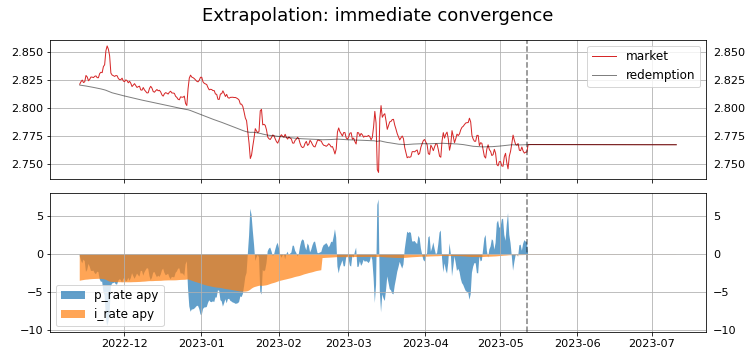 Extrapolation: immediate convergence
2.850 2.850
2.825 2.825
2.800 2.800
2.775 2.775
2.750 2.750
market
redemption
5 5
0 0
−5 −5
−10 −10
p_rate apy
i_rate apy
2022-12 2023-01 2023-02 2023-03 2023-04 2023-05 2023-06 2023-07